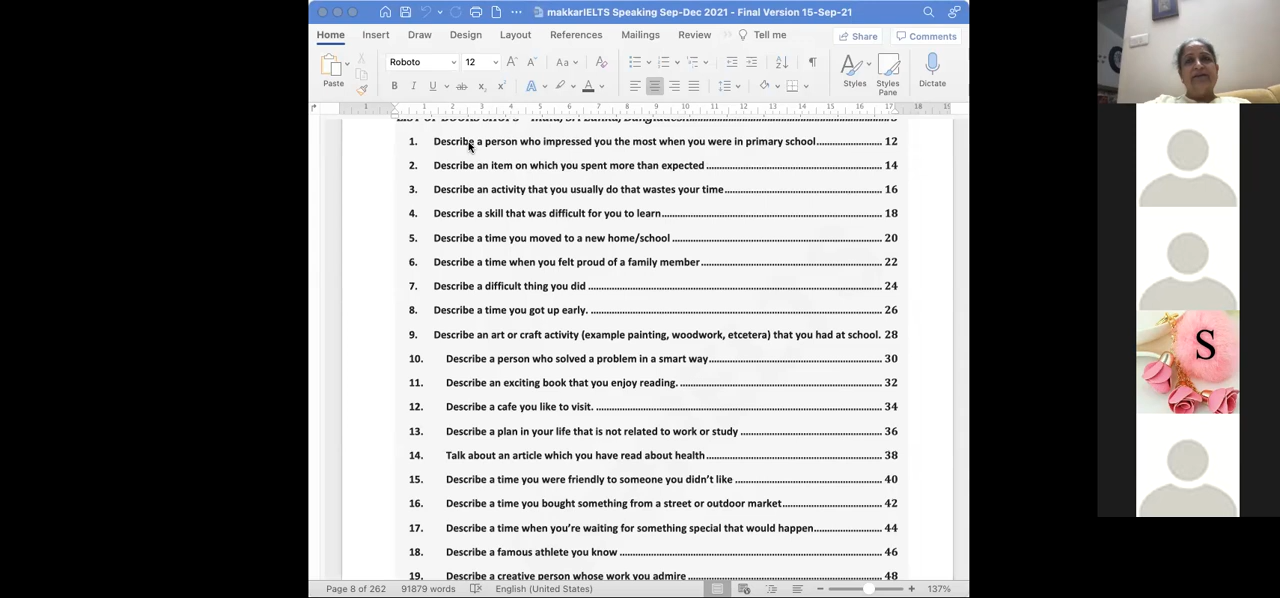 makkarIELTS Speaking Sep-Dec 2021 - Final Version 15-Sep-21
Home Insert Draw Design Layout References Mailings Review Tell me Share Comments
Roboto 12
Paste Styles Styles Pane Dictate
1. Describe a person who impressed you the most when you were in primary school 12
2. Describe an item on which you spent more than expected 14
3. Describe an activity that you usually do that wastes your time 16
4. Describe a skill that was difficult for you to learn 18
5. Describe a time you moved to a new home/school 20
6. Describe a time when you felt proud of a family member 22
7. Describe a difficult thing you did 24
8. Describe a time you got up early. 26
9. Describe an art or craft activity (example painting, woodwork, etcetera) that you had at school. 28
10. Describe a person who solved a problem in a smart way 30
11. Describe an exciting book that you enjoy reading. 32
12. Describe a cafe you like to visit. 34
13. Describe a plan in your life that is not related to work or study 36
14. Talk about an article which you have read about health 38
15. Describe a time you were friendly to someone you didn't like 40
16. Describe a time you bought something from a street or outdoor market 42
17. Describe a time when you're waiting for something special that would happen 44
18. Describe a famous athlete you know 46
19. Describe a creative person whose work you admire 48
Page 8 of 262 91879 words English (United States) 137%
S